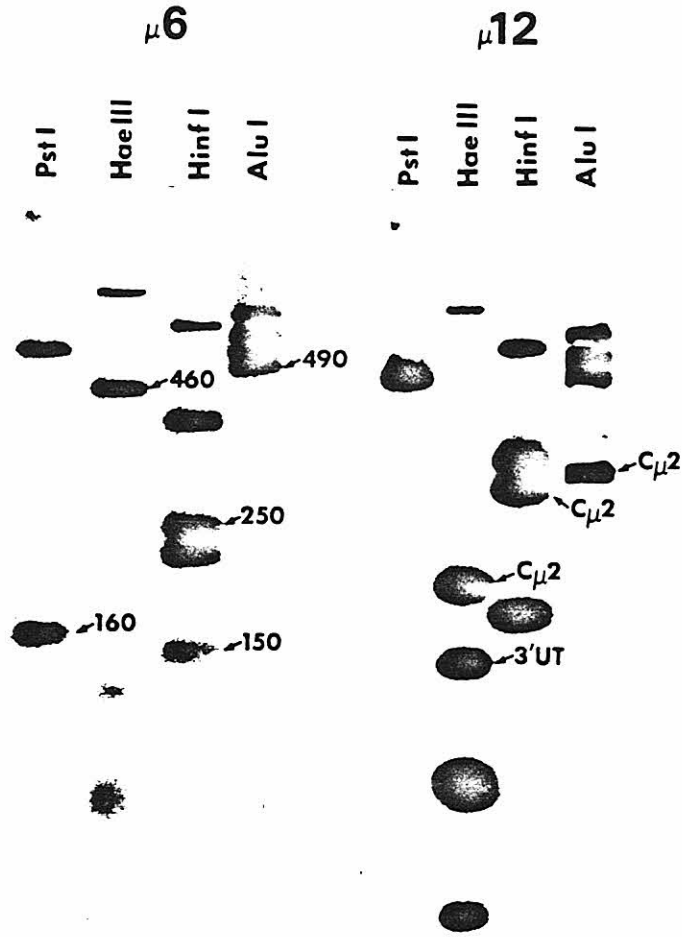 μ6 μ12
Pst I Hae III Hinf I Alu I Pst I Hae III Hinf I Alu I
490
460
Cμ2
250
Cμ2
Cμ2
160
150
3'UT